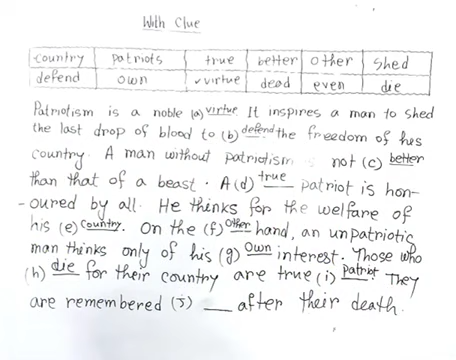 With Clue
country patriots true better other shed
defend own virtue dead even die
Patriotism is a noble (a) virtue It inspires a man to shed
the last drop of blood to (b) defend the freedom of his
country. A man without patriotism is not (c) better
than that of a beast. A (d) true patriot is hon-
-oured by all. He thinks for the welfare of
his (e) country. On the (f) other hand, an unpatriotic
man thinks only of his (g) own interest. Those who
(h) die for their country are true (i) patriot. They
are remembered (j) __ after their death.